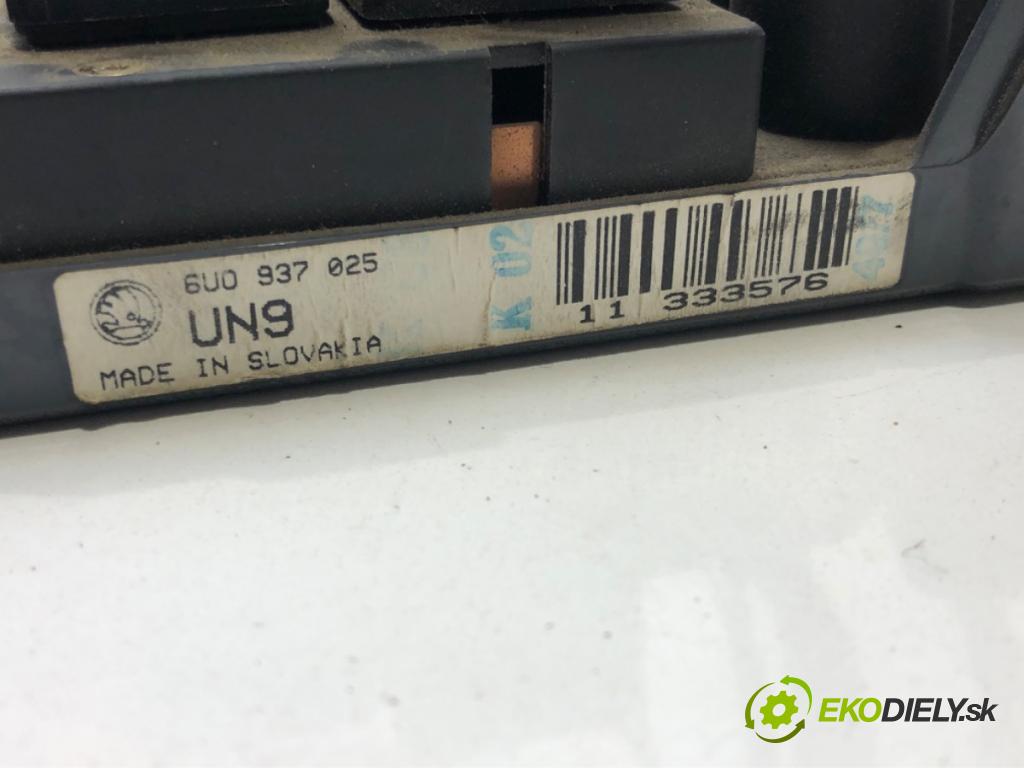 6U0 937 025
UN9
MADE IN SLOVAKIA
K 02
11 333576
EKODIELY.sk